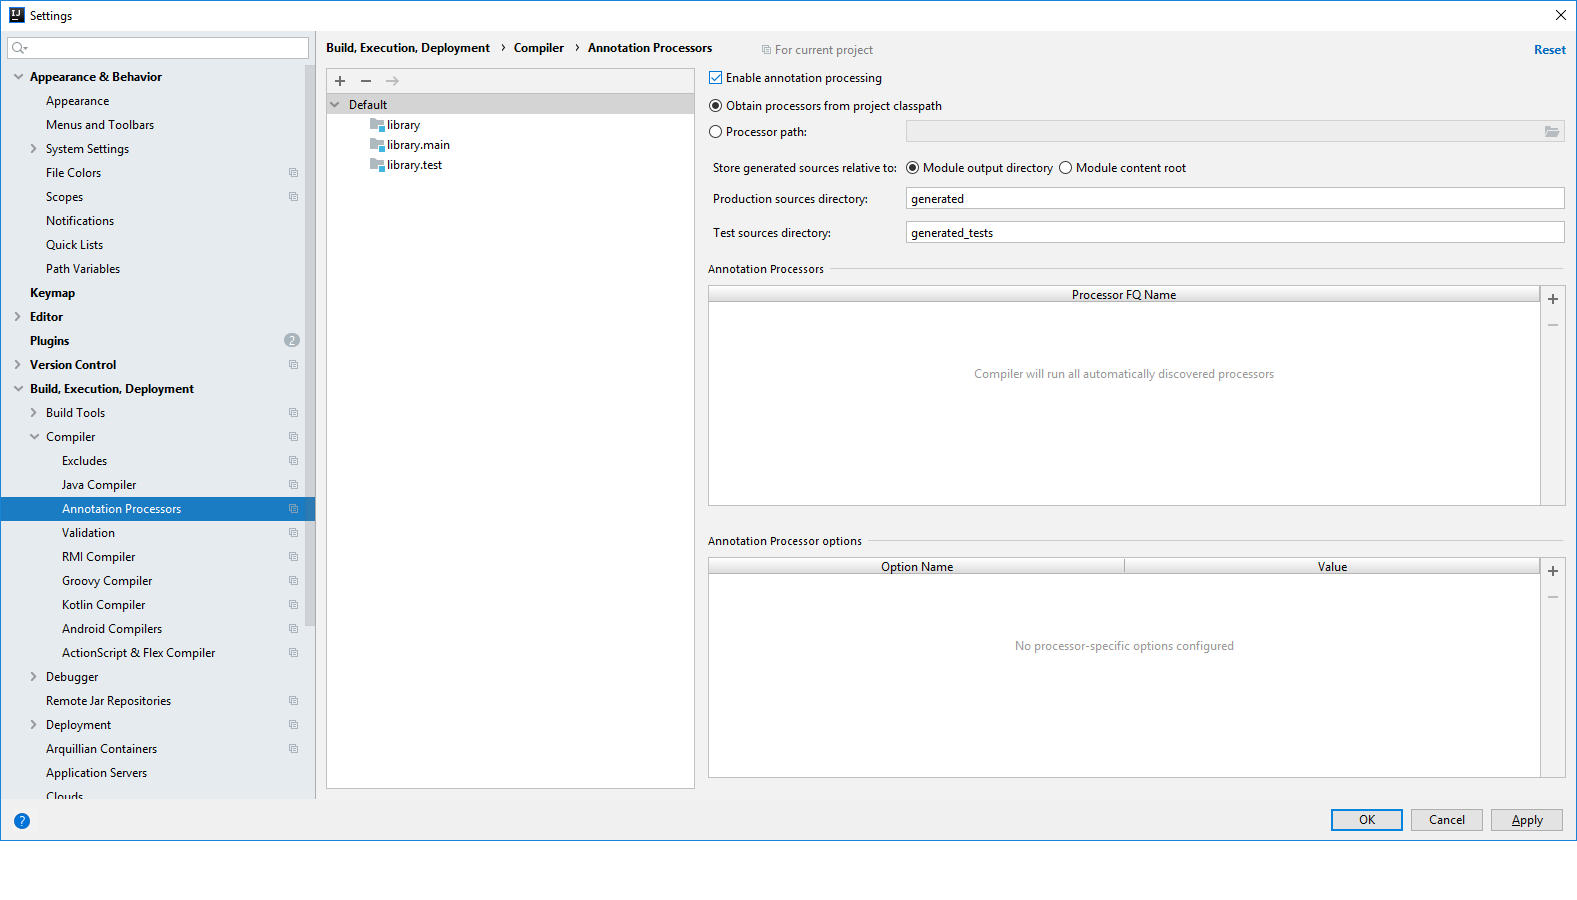 Settings
Appearance & Behavior
Appearance
Menus and Toolbars
System Settings
File Colors
Scopes
Notifications
Quick Lists
Path Variables
Keymap
Editor
Plugins 2
Version Control
Build, Execution, Deployment
Build Tools
Compiler
Excludes
Java Compiler
Annotation Processors
Validation
RMI Compiler
Groovy Compiler
Kotlin Compiler
Android Compilers
ActionScript & Flex Compiler
Debugger
Remote Jar Repositories
Deployment
Arquillian Containers
Application Servers
Clouds
Build, Execution, Deployment › Compiler › Annotation Processors
For current project
Reset
Default
library
library.main
library.test
Enable annotation processing
Obtain processors from project classpath
Processor path:
Store generated sources relative to: Module output directory Module content root
Production sources directory: generated
Test sources directory: generated_tests
Annotation Processors
Processor FQ Name
Compiler will run all automatically discovered processors
Annotation Processor options
Option Name Value
No processor-specific options configured
?
OK Cancel Apply